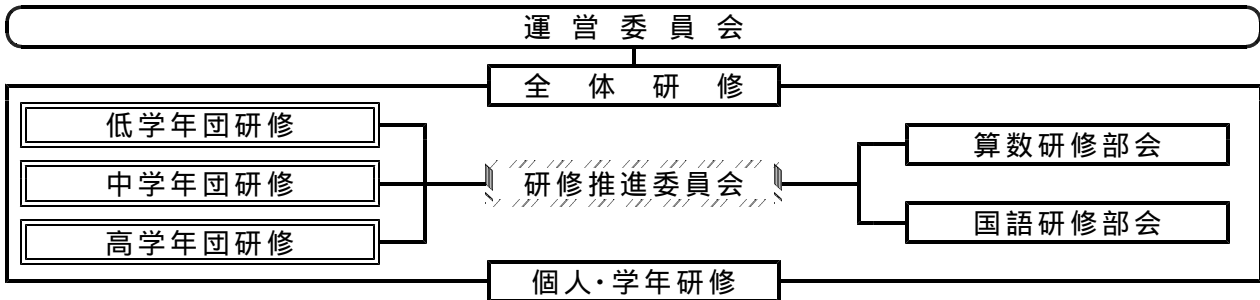 運営委員会
全体研修
低学年団研修
中学年団研修
高学年団研修
研修推進委員会
算数研修部会
国語研修部会
個人・学年研修